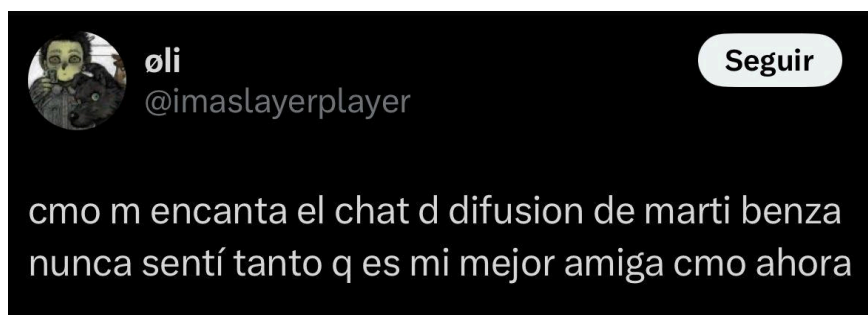 øli
Seguir
@imaslayerplayer
cmo m encanta el chat d difusion de marti benza
nunca sentí tanto q es mi mejor amiga cmo ahora